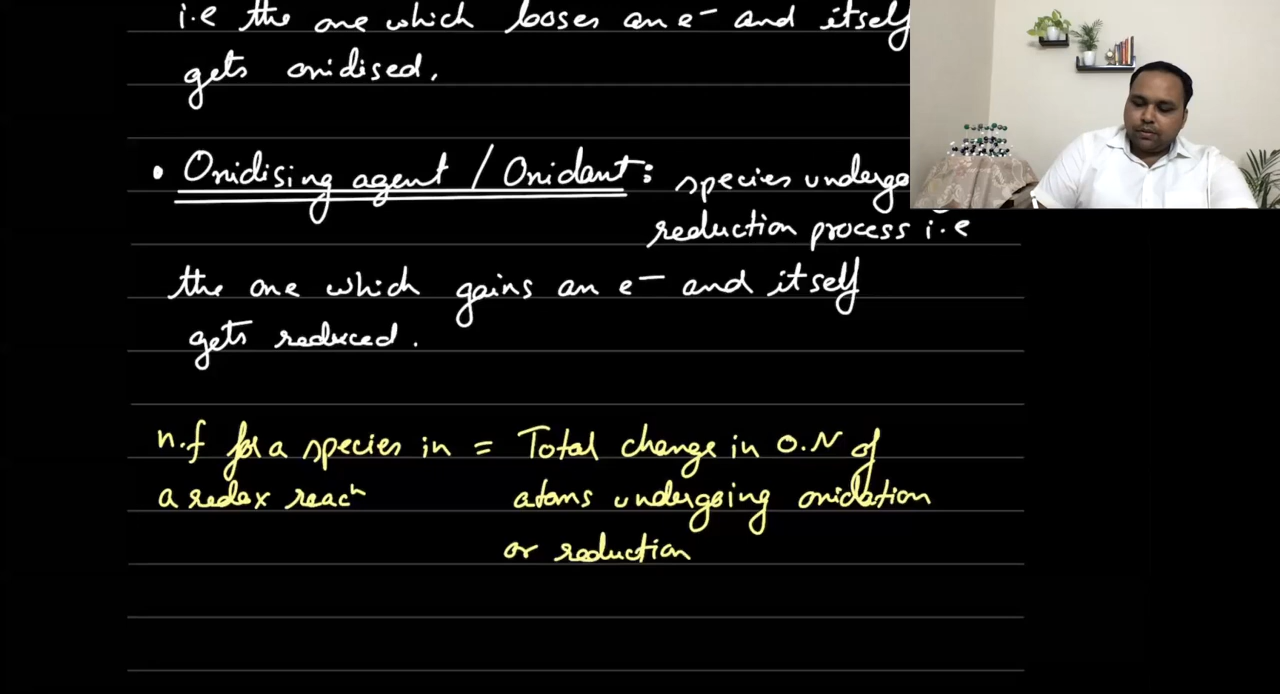 i.e the one which looses an e⁻ and itself
gets oxidised.
• Oxidising agent / Oxidant : species undergo
reduction process i.e
the one which gains an e⁻ and itself
gets reduced.
n.f for a species in = Total change in O.N of
a redox reacⁿ atoms undergoing oxidation
or reduction